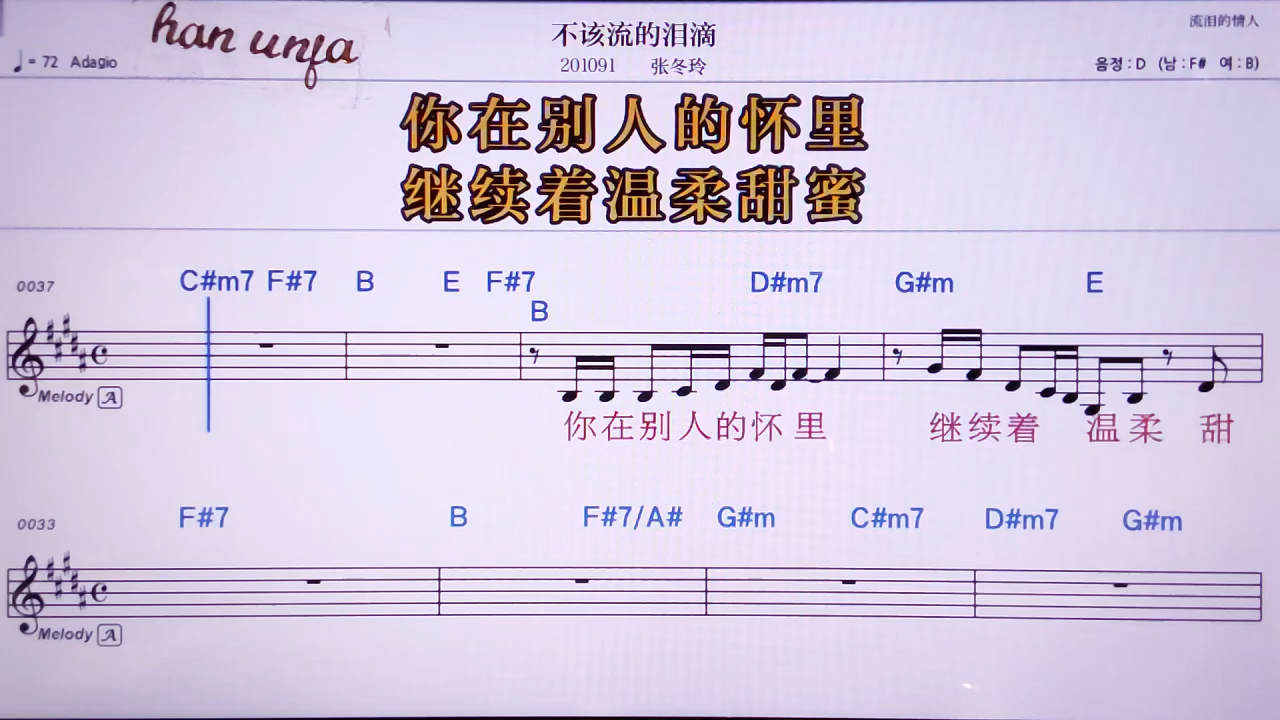 han unfa
不该流的泪滴
流泪的情人
♩= 72 Adagio
201091 张冬玲
음정 : D (남 : F# 여 : B)
你在别人的怀里
继续着温柔甜蜜
0037 C#m7 F#7 B E F#7 B D#m7 G#m E
Melody A
你在别人的怀里 继续着 温柔 甜
0033 F#7 B F#7/A# G#m C#m7 D#m7 G#m
Melody A